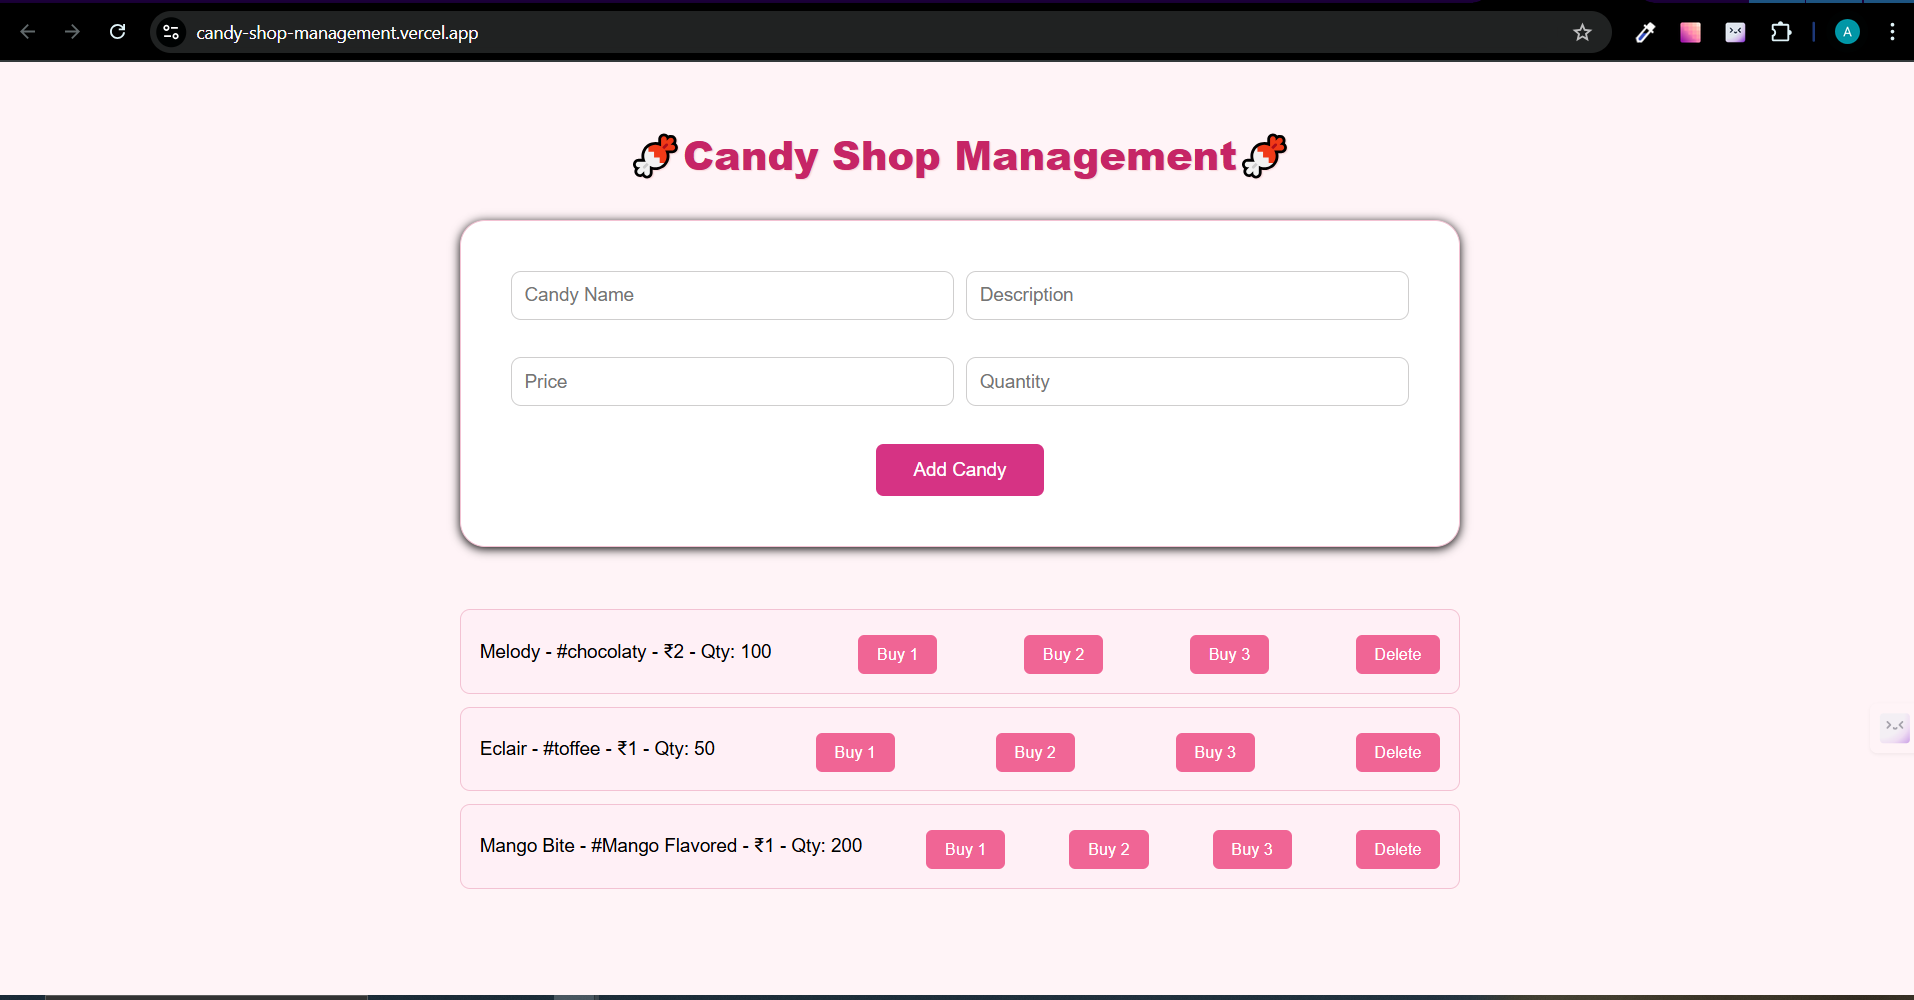 candy-shop-management.vercel.app
A
Candy Shop Management
Candy Name Description
Price Quantity
Add Candy
Melody - #chocolaty - ₹2 - Qty: 100 Buy 1 Buy 2 Buy 3 Delete
Eclair - #toffee - ₹1 - Qty: 50 Buy 1 Buy 2 Buy 3 Delete
Mango Bite - #Mango Flavored - ₹1 - Qty: 200 Buy 1 Buy 2 Buy 3 Delete